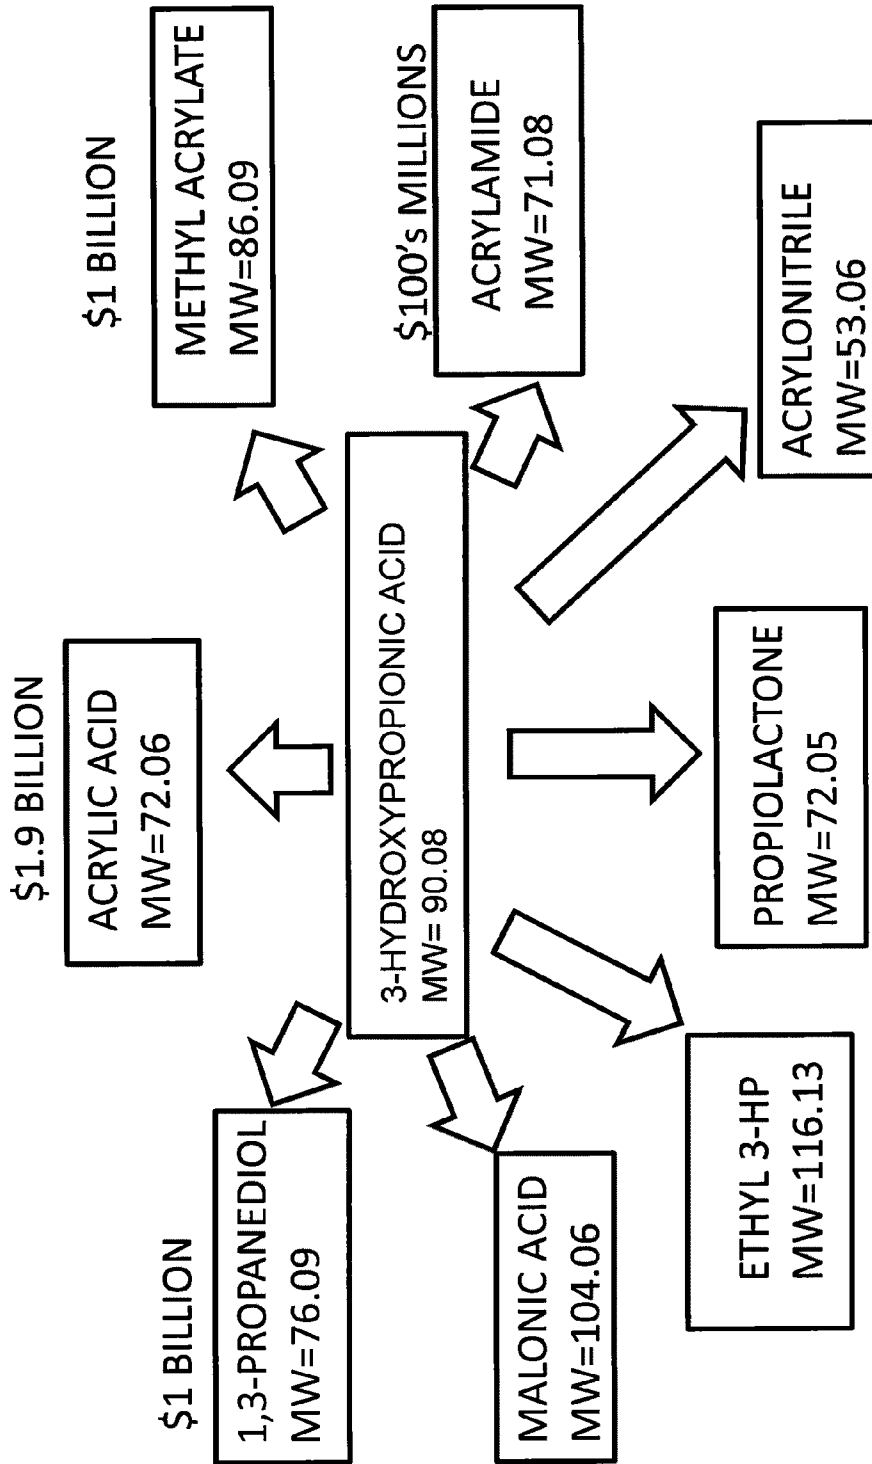 $1.9 BILLION
ACRYLIC ACID
MW=72.06
$1 BILLION
1,3-PROPANEDIOL
MW=76.09
$1 BILLION
METHYL ACRYLATE
MW=86.09
3-HYDROXYPROPIONIC ACID
MW= 90.08
$100's MILLIONS
ACRYLAMIDE
MW=71.08
MALONIC ACID
MW=104.06
ETHYL 3-HP
MW=116.13
PROPIOLACTONE
MW=72.05
ACRYLONITRILE
MW=53.06